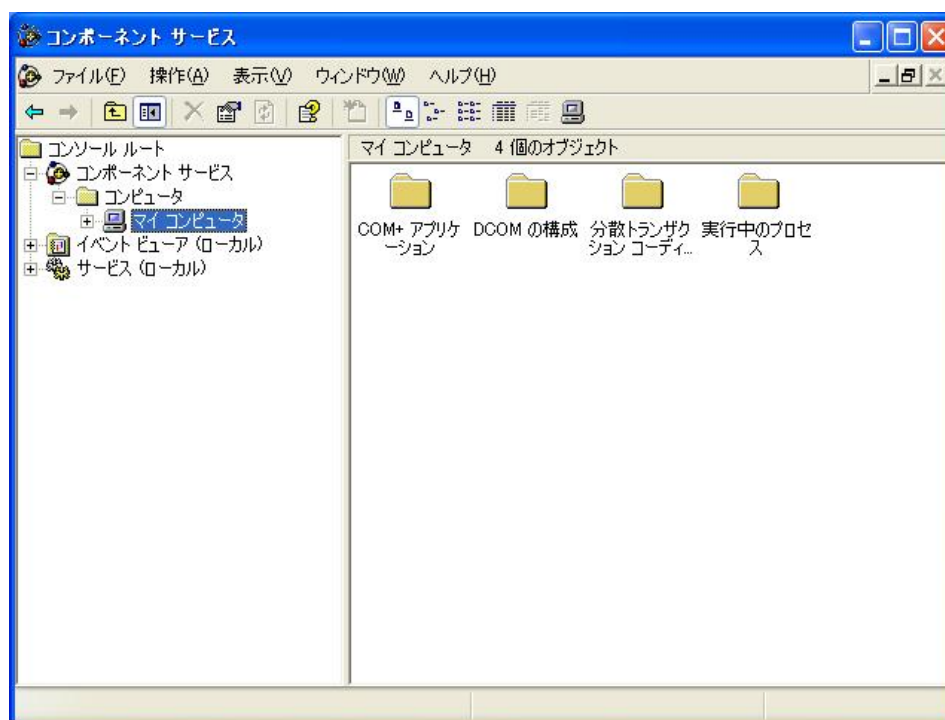 コンポーネント サービス
ファイル(F) 操作(A) 表示(V) ウィンドウ(W) ヘルプ(H)
コンソール ルート
コンポーネント サービス
コンピュータ
マイ コンピュータ
イベント ビューア (ローカル)
サービス (ローカル)
マイ コンピュータ 4 個のオブジェクト
COM+ アプリケ
ーション
DCOM の構成
分散トランザク
ション コーディ...
実行中のプロセ
ス